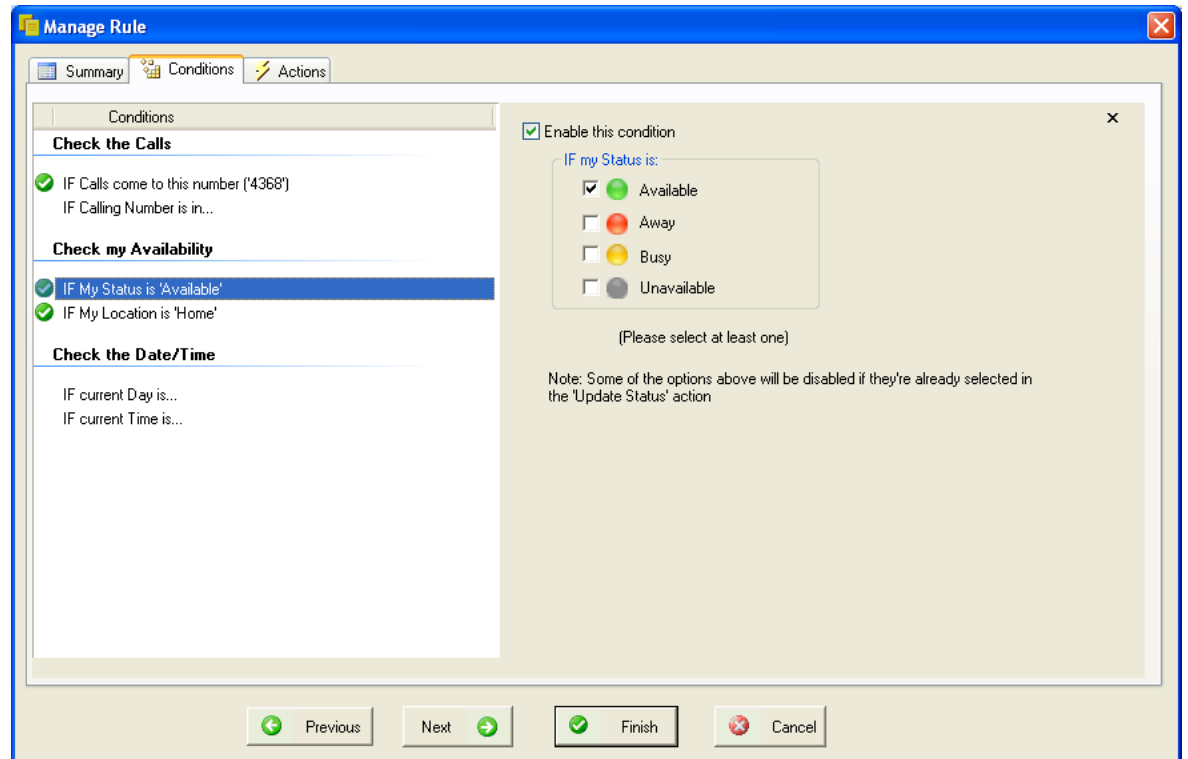 Manage Rule
Summary
Conditions
Actions
Conditions
Check the Calls
IF Calls come to this number ('4368')
IF Calling Number is in...
Check my Availability
IF My Status is 'Available'
IF My Location is 'Home'
Check the Date/Time
IF current Day is...
IF current Time is...
Enable this condition
IF my Status is:
Available
Away
Busy
Unavailable
(Please select at least one)
Note: Some of the options above will be disabled if they're already selected in
the 'Update Status' action
Previous
Next
Finish
Cancel